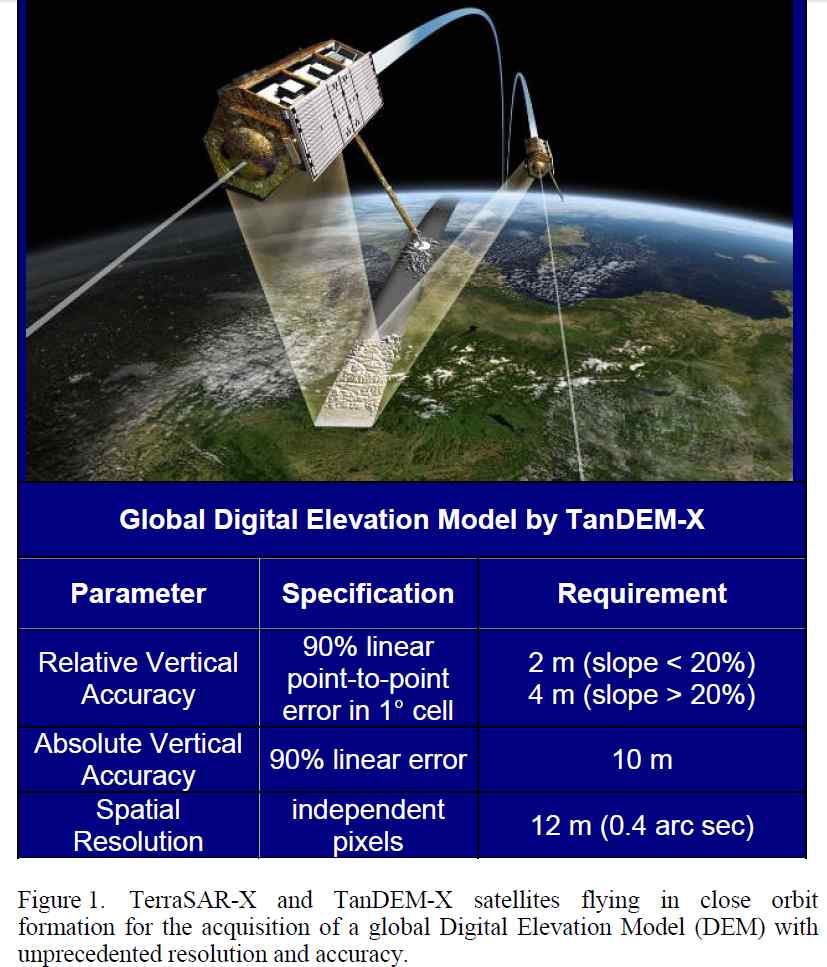 Global Digital Elevation Model by TanDEM-X
Parameter
Specification
Requirement
Relative Vertical
Accuracy
90% linear
point-to-point
error in 1° cell
2 m (slope < 20%)
4 m (slope > 20%)
Absolute Vertical
Accuracy
90% linear error
10 m
Spatial
Resolution
independent
pixels
12 m (0.4 arc sec)
Figure 1. TerraSAR-X and TanDEM-X satellites flying in close orbit
formation for the acquisition of a global Digital Elevation Model (DEM) with
unprecedented resolution and accuracy.